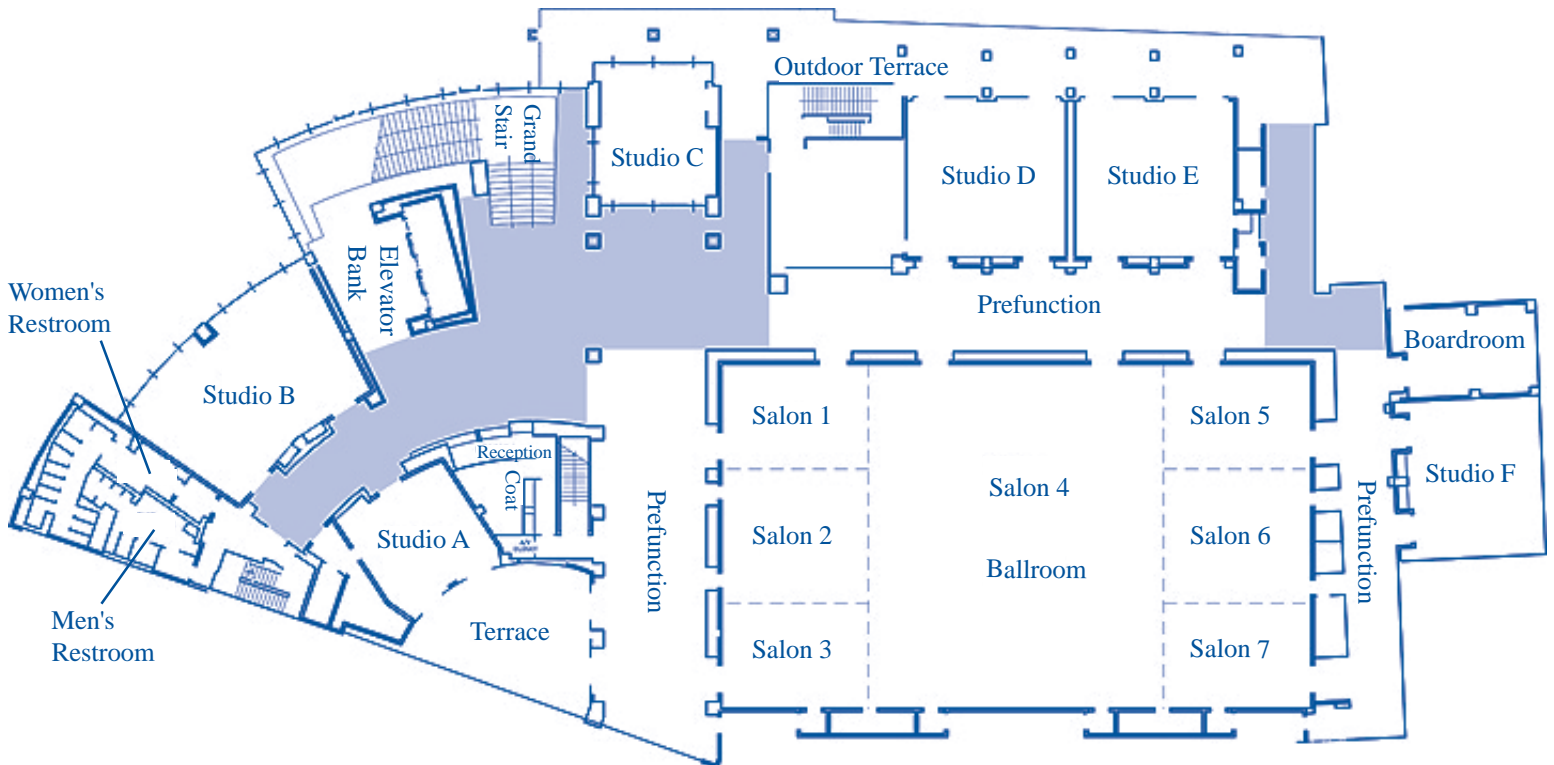 Outdoor Terrace
Grand
Stair
Studio C
Studio D
Studio E
Elevator
Bank
Women's
Restroom
Prefunction
Boardroom
Studio B
Salon 1
Salon 5
Reception
Coat
Salon 4
Studio F
Prefunction
Prefunction
Studio A
Salon 2
Salon 6
Ballroom
Men's
Restroom
Terrace
Salon 3
Salon 7